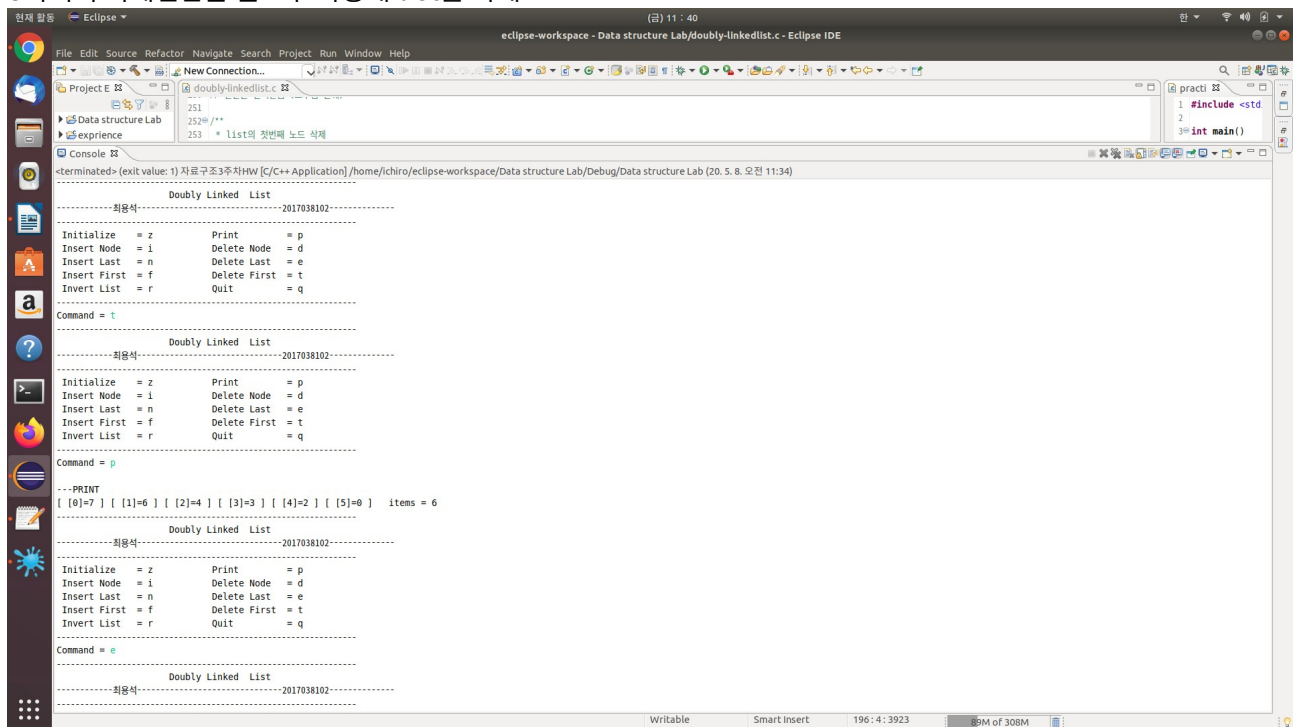 현재 활동 Eclipse ▾ (금) 11 : 40 한 ▾
eclipse-workspace - Data structure Lab/doubly-linkedlist.c - Eclipse IDE
File Edit Source Refactor Navigate Search Project Run Window Help
New Connection...
Project E doubly-linkedlist.c practi
251 1 #include <std
Data structure Lab 252 /** 2
exprience 253 * list의 첫번째 노드 삭제 3 int main()
Console
<terminated> (exit value: 1) 자료구조3주차HW [C/C++ Application] /home/ichiro/eclipse-workspace/Data structure Lab/Debug/Data structure Lab (20. 5. 8. 오전 11:34)
----------------------------------------------------------------
Doubly Linked List
------------최용석-------------------------------2017038102--------------
----------------------------------------------------------------
Initialize = z Print = p
Insert Node = i Delete Node = d
Insert Last = n Delete Last = e
Insert First = f Delete First = t
Invert List = r Quit = q
----------------------------------------------------------------
Command = t
----------------------------------------------------------------
Doubly Linked List
------------최용석-------------------------------2017038102--------------
----------------------------------------------------------------
Initialize = z Print = p
Insert Node = i Delete Node = d
Insert Last = n Delete Last = e
Insert First = f Delete First = t
Invert List = r Quit = q
----------------------------------------------------------------
Command = p
---PRINT
[ [0]=7 ] [ [1]=6 ] [ [2]=4 ] [ [3]=3 ] [ [4]=2 ] [ [5]=0 ] items = 6
----------------------------------------------------------------
Doubly Linked List
------------최용석-------------------------------2017038102--------------
----------------------------------------------------------------
Initialize = z Print = p
Insert Node = i Delete Node = d
Insert Last = n Delete Last = e
Insert First = f Delete First = t
Invert List = r Quit = q
----------------------------------------------------------------
Command = e
----------------------------------------------------------------
Doubly Linked List
------------최용석-------------------------------2017038102--------------
----------------------------------------------------------------
Writable Smart Insert 196 : 4 : 3923 89M of 308M